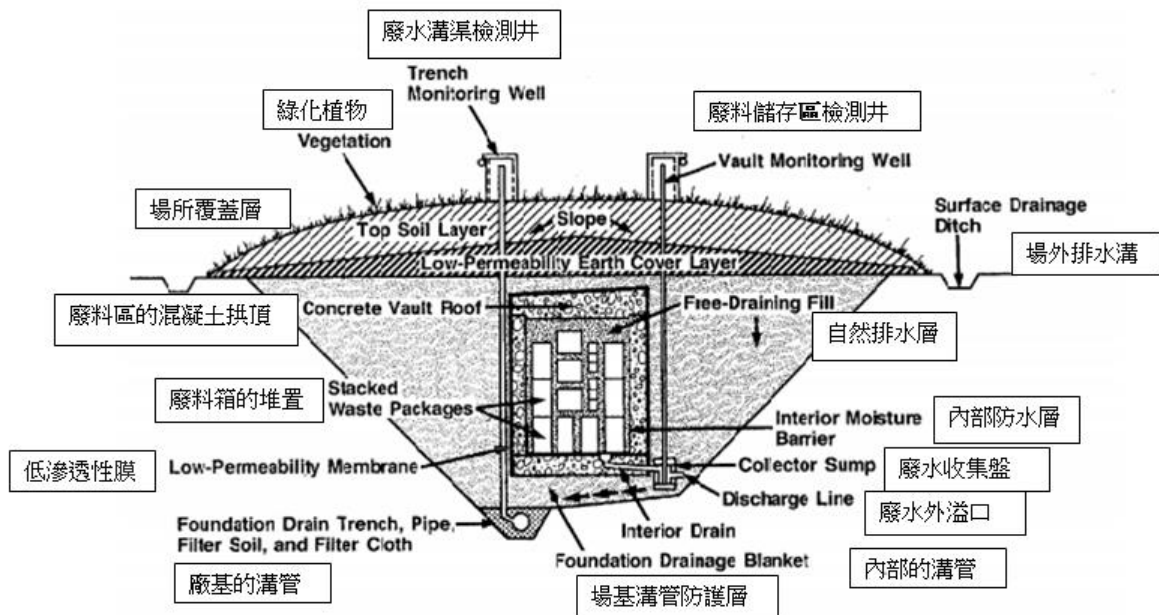 廢水溝渠檢測井
Trench
Monitoring Well
綠化植物
Vegetation
廢料儲存區檢測井
Vault Monitoring Well
場所覆蓋層
Top Soil Layer
Slope
Surface Drainage
Ditch
場外排水溝
Low-Permeability Earth Cover Layer
廢料區的混凝土拱頂
Concrete Vault Roof
Free-Draining Fill
自然排水層
廢料箱的堆置
Stacked
Waste Packages
Interior Moisture
Barrier
內部防水層
低滲透性膜
Low-Permeability Membrane
Collector Sump
廢水收集盤
Discharge Line
廢水外溢口
Foundation Drain Trench, Pipe,
Filter Soil, and Filter Cloth
Interior Drain
Foundation Drainage Blanket
內部的溝管
廠基的溝管
場基溝管防護層